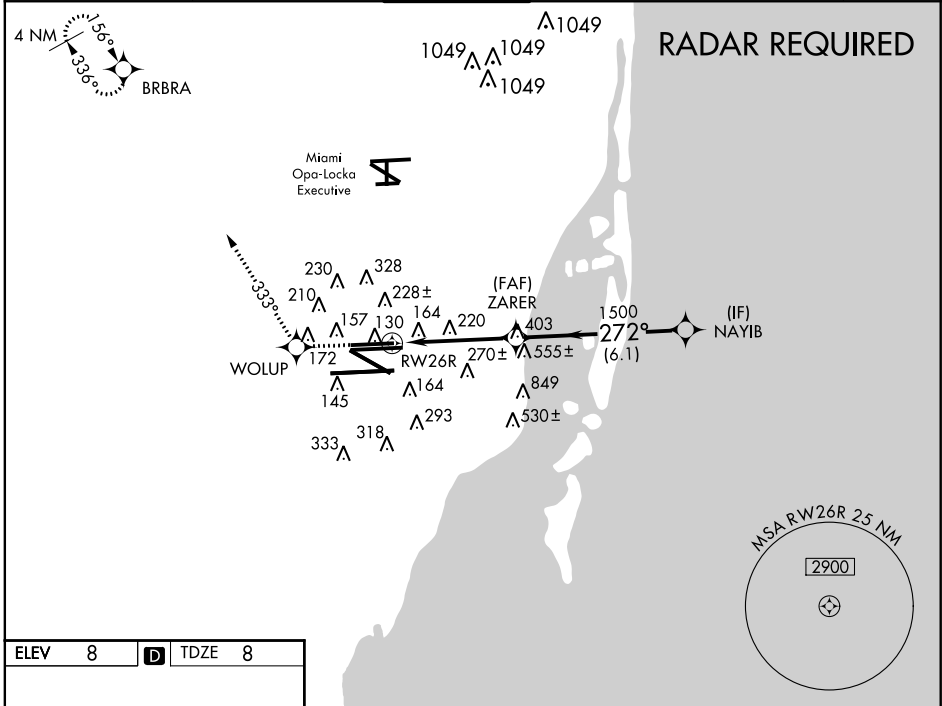 4 NM
156°
336°
BRBRA
1049
1049
1049
1049
RADAR REQUIRED
Miami
Opa-Locka
Executive
333°
230
328
210
228±
157
130
164
220
(FAF)
ZARER
403
1500
272°
(6.1)
(IF)
NAYIB
WOLUP
172
RW26R
270±
555±
145
164
849
293
530±
333
318
MSA RW26R 25 NM
2900
ELEV 8 D TDZE 8